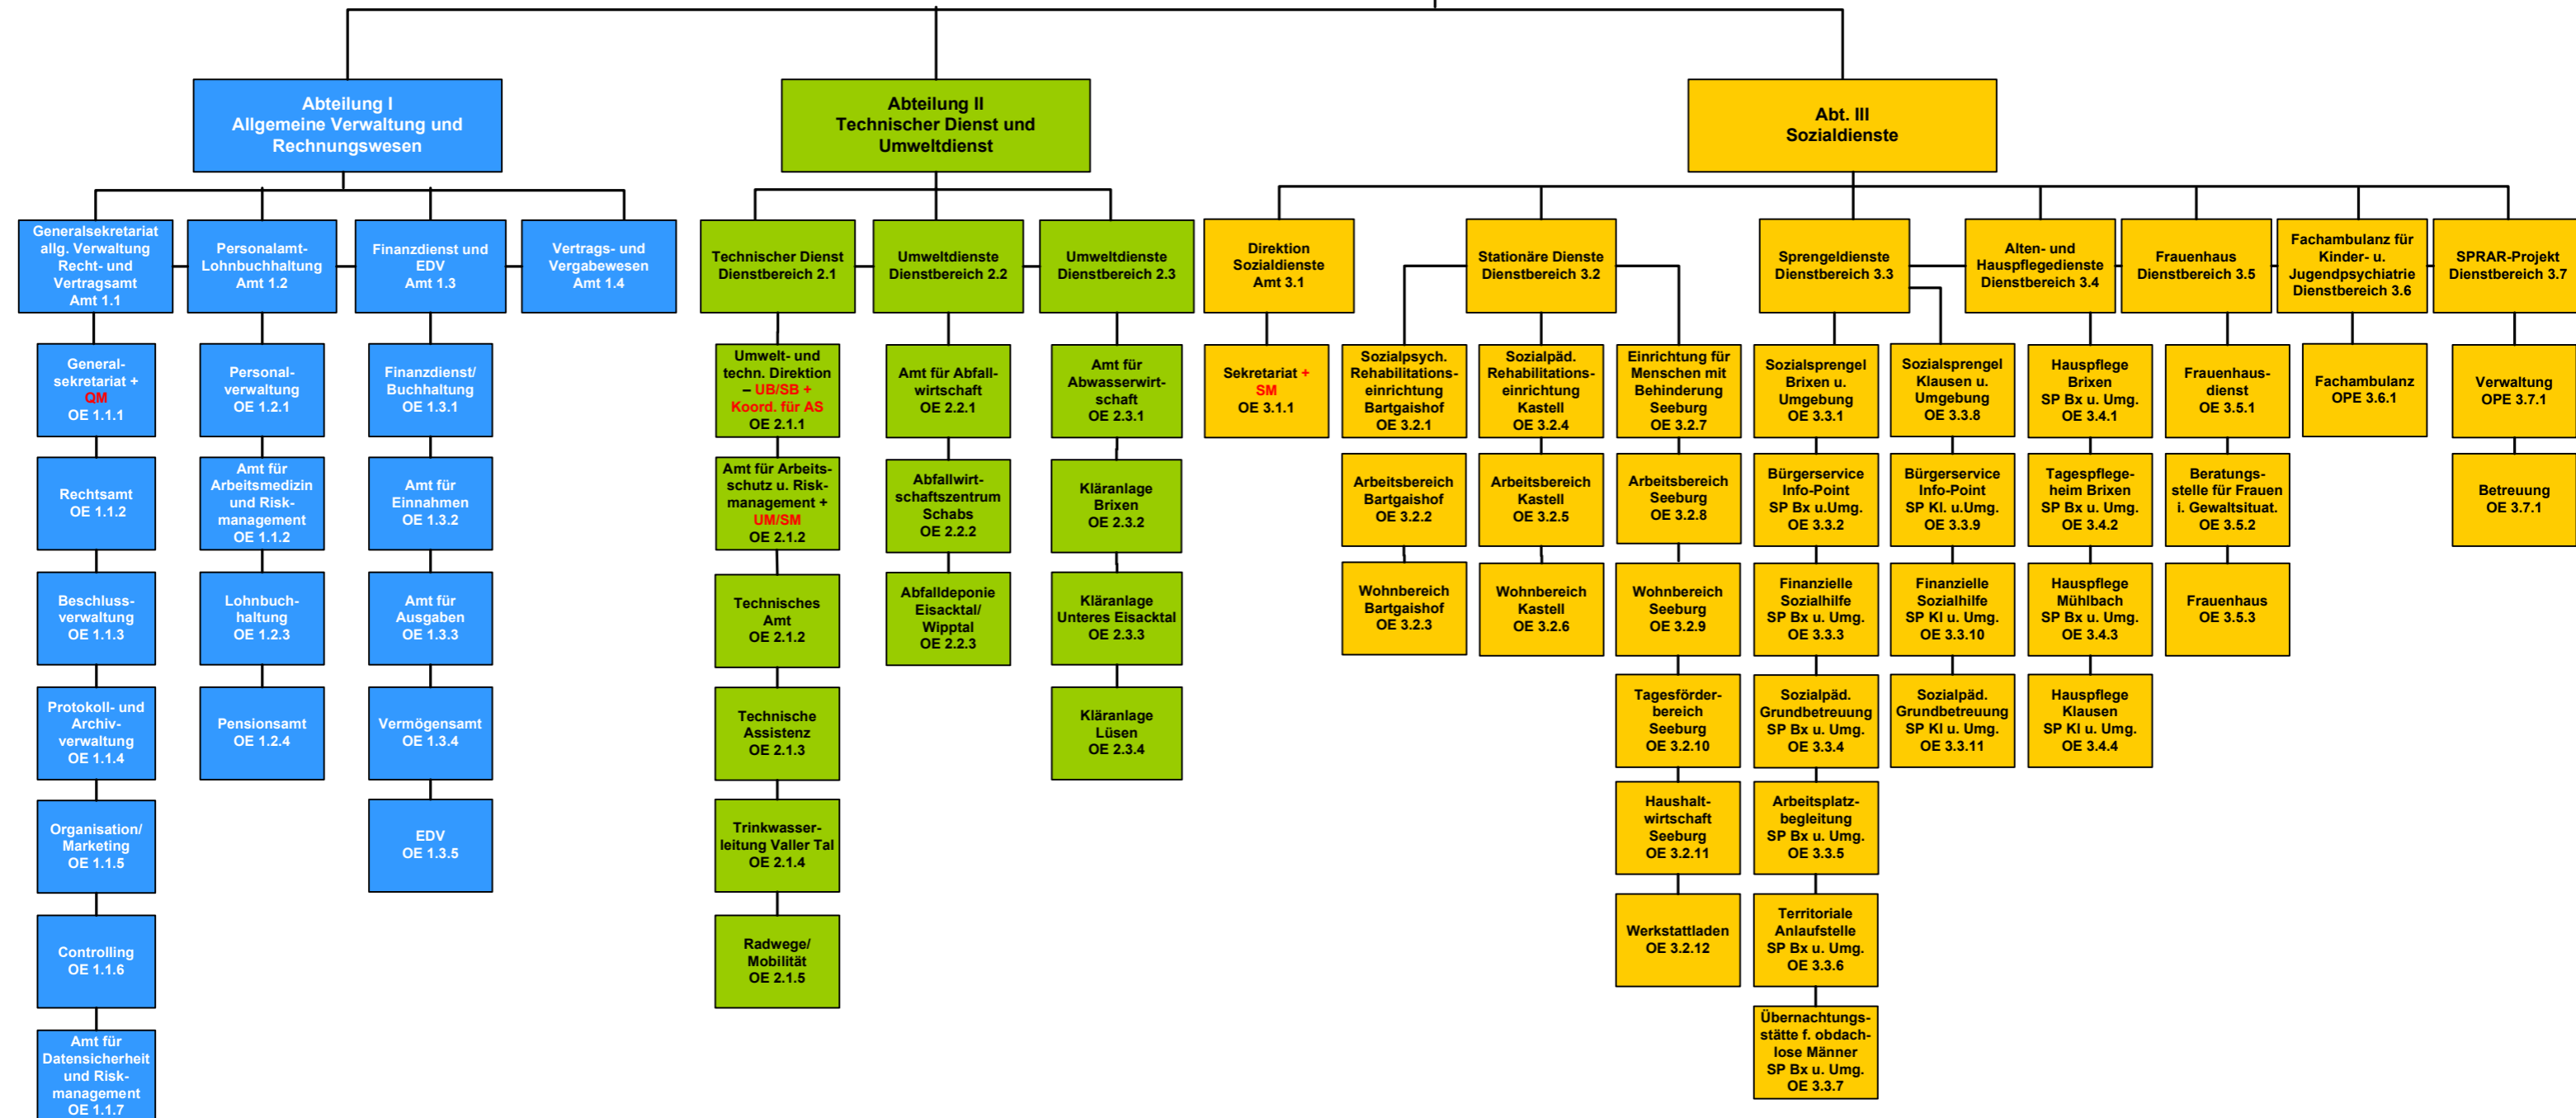 Abteilung I
Allgemeine Verwaltung und
Rechnungswesen
Abteilung II
Technischer Dienst und
Umweltdienst
Abt. III
Sozialdienste
Generalsekretariat
allg. Verwaltung
Recht- und
Vertragsamt
Amt 1.1
Personalamt-
Lohnbuchhaltung
Amt 1.2
Finanzdienst und
EDV
Amt 1.3
Vertrags- und
Vergabewesen
Amt 1.4
Technischer Dienst
Dienstbereich 2.1
Umweltdienste
Dienstbereich 2.2
Umweltdienste
Dienstbereich 2.3
Direktion
Sozialdienste
Amt 3.1
Stationäre Dienste
Dienstbereich 3.2
Sprengeldienste
Dienstbereich 3.3
Alten- und
Hauspflegedienste
Dienstbereich 3.4
Frauenhaus
Dienstbereich 3.5
Fachambulanz für
Kinder- u.
Jugendpsychiatrie
Dienstbereich 3.6
SPRAR-Projekt
Dienstbereich 3.7
General-
sekretariat +
QM
OE 1.1.1
Personal-
verwaltung
OE 1.2.1
Finanzdienst/
Buchhaltung
OE 1.3.1
Umwelt- und
techn. Direktion
– UB/SB +
Koord. für AS
OE 2.1.1
Amt für Abfall-
wirtschaft
OE 2.2.1
Amt für
Abwasserwirt-
schaft
OE 2.3.1
Sekretariat +
SM
OE 3.1.1
Sozialpsych.
Rehabilitations-
einrichtung
Bartgaishof
OE 3.2.1
Sozialpäd.
Rehabilitations-
einrichtung
Kastell
OE 3.2.4
Einrichtung für
Menschen mit
Behinderung
Seeburg
OE 3.2.7
Sozialsprengel
Brixen u.
Umgebung
OE 3.3.1
Sozialsprengel
Klausen u.
Umgebung
OE 3.3.8
Hauspflege
Brixen
SP Bx u. Umg.
OE 3.4.1
Frauenhaus-
dienst
OE 3.5.1
Fachambulanz
OPE 3.6.1
Verwaltung
OPE 3.7.1
Rechtsamt
OE 1.1.2
Amt für
Arbeitsmedizin
und Risk-
management
OE 1.1.2
Amt für
Einnahmen
OE 1.3.2
Amt für Arbeits-
schutz u. Risk-
management +
UM/SM
OE 2.1.2
Abfallwirt-
schaftszentrum
Schabs
OE 2.2.2
Kläranlage
Brixen
OE 2.3.2
Arbeitsbereich
Bartgaishof
OE 3.2.2
Arbeitsbereich
Kastell
OE 3.2.5
Arbeitsbereich
Seeburg
OE 3.2.8
Bürgerservice
Info-Point
SP Bx u.Umg.
OE 3.3.2
Bürgerservice
Info-Point
SP Kl. u.Umg.
OE 3.3.9
Tagespflege-
heim Brixen
SP Bx u. Umg.
OE 3.4.2
Beratungs-
stelle für Frauen
i. Gewaltsituat.
OE 3.5.2
Betreuung
OE 3.7.1
Beschluss-
verwaltung
OE 1.1.3
Lohnbuch-
haltung
OE 1.2.3
Amt für
Ausgaben
OE 1.3.3
Technisches
Amt
OE 2.1.2
Abfalldeponie
Eisacktal/
Wipptal
OE 2.2.3
Kläranlage
Unteres Eisacktal
OE 2.3.3
Wohnbereich
Bartgaishof
OE 3.2.3
Wohnbereich
Kastell
OE 3.2.6
Wohnbereich
Seeburg
OE 3.2.9
Finanzielle
Sozialhilfe
SP Bx u. Umg.
OE 3.3.3
Finanzielle
Sozialhilfe
SP Kl u. Umg.
OE 3.3.10
Hauspflege
Mühlbach
SP Bx u. Umg.
OE 3.4.3
Frauenhaus
OE 3.5.3
Protokoll- und
Archiv-
verwaltung
OE 1.1.4
Pensionsamt
OE 1.2.4
Vermögensamt
OE 1.3.4
Technische
Assistenz
OE 2.1.3
Kläranlage
Lüsen
OE 2.3.4
Tagesförder-
bereich
Seeburg
OE 3.2.10
Sozialpäd.
Grundbetreuung
SP Bx u. Umg.
OE 3.3.4
Sozialpäd.
Grundbetreuung
SP Kl u. Umg.
OE 3.3.11
Hauspflege
Klausen
SP Kl u. Umg.
OE 3.4.4
Organisation/
Marketing
OE 1.1.5
EDV
OE 1.3.5
Trinkwasser-
leitung Valler Tal
OE 2.1.4
Haushalt-
wirtschaft
Seeburg
OE 3.2.11
Arbeitsplatz-
begleitung
SP Bx u. Umg.
OE 3.3.5
Controlling
OE 1.1.6
Radwege/
Mobilität
OE 2.1.5
Werkstattladen
OE 3.2.12
Territoriale
Anlaufstelle
SP Bx u. Umg.
OE 3.3.6
Amt für
Datensicherheit
und Risk-
management
OE 1.1.7
Übernachtungs-
stätte f. obdach-
lose Männer
SP Bx u. Umg.
OE 3.3.7